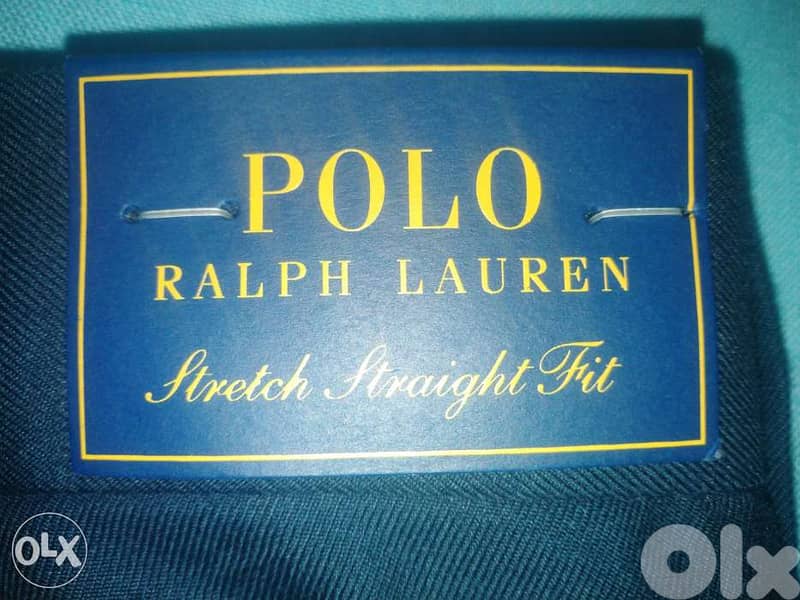 POLO
RALPH LAUREN
Stretch Straight Fit
OLX
Olx